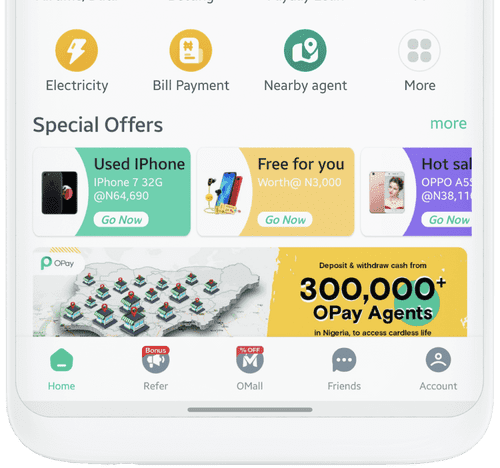 Electricity
Bill Payment
Nearby agent
More
Special Offers
more
Used IPhone
IPhone 7 32G
@N64,690
Go Now
Free for you
Worth@ N3,000
Go Now
Hot sal
OPPO A5S
@N38,110
Go Now
OPay
Deposit & withdraw cash from
300,000+
OPay Agents
in Nigeria, to access cardless life
Bonus
% OFF
Home
Refer
OMall
Friends
Account